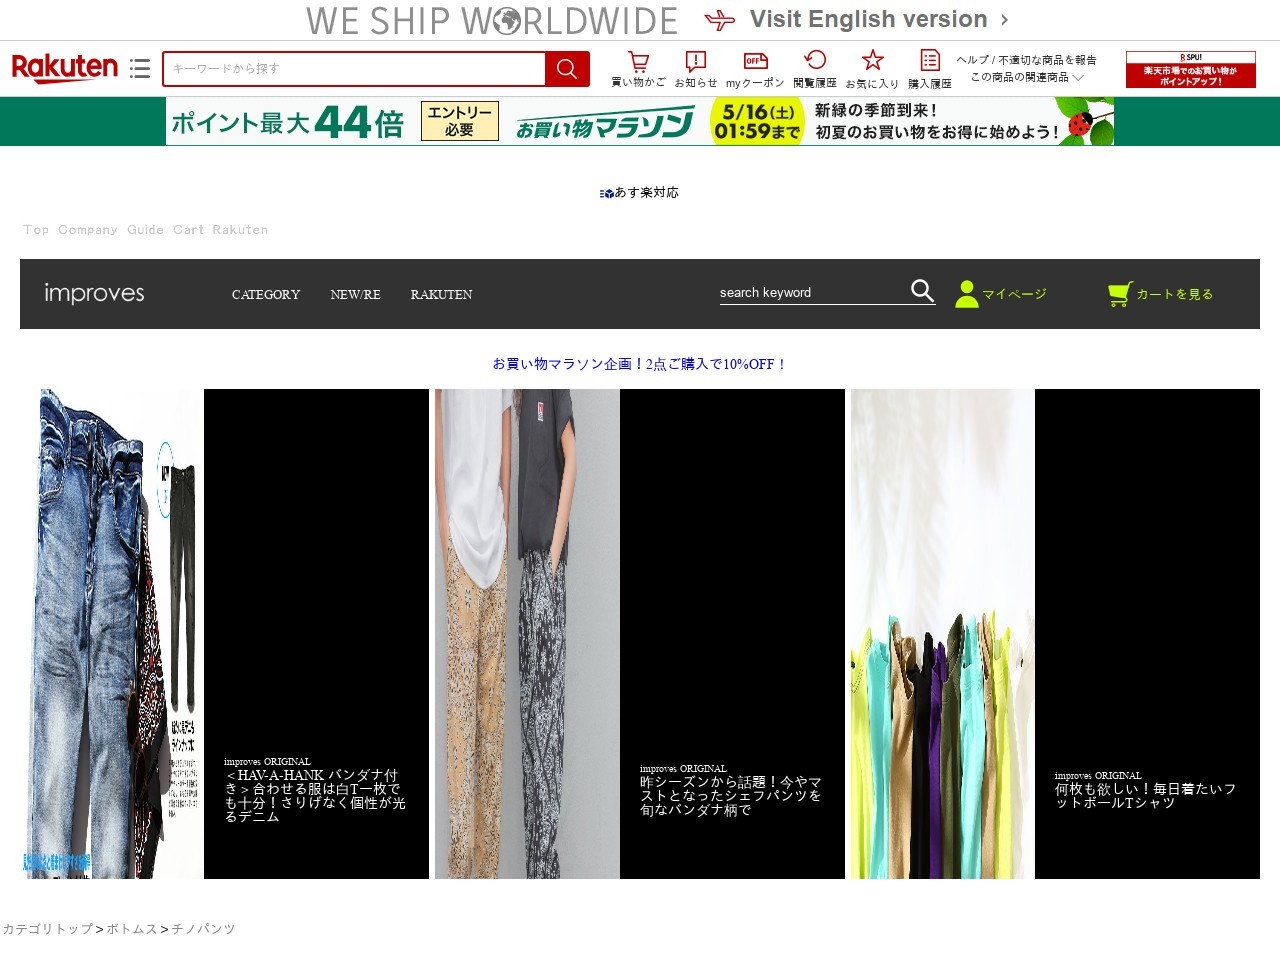 WE SHIP WORLDWIDE Visit English version ›
Rakuten
キーワードから探す
買い物かご
お知らせ
OFF
myクーポン
閲覧履歴
お気に入り
購入履歴
ヘルプ / 不適切な商品を報告
この商品の関連商品
R SPU!
楽天市場でのお買い物が
ポイントアップ！
ポイント最大44倍
エントリー
必要
お買い物マラソン
5/16(土)
01:59まで
新緑の季節到来！
初夏のお買い物をお得に始めよう！
あす楽対応
Top Company Guide Cart Rakuten
improves
CATEGORY NEW/RE RAKUTEN
search keyword
マイページ
カートを見る
お買い物マラソン企画！2点ご購入で10%OFF！
improves ORIGINAL
＜HAV-A-HANK バンダナ付
き＞合わせる服は白T一枚で
も十分！さりげなく個性が光
るデニム
improves ORIGINAL
昨シーズンから話題！今やマ
ストとなったシェフパンツを
旬なバンダナ柄で
improves ORIGINAL
何枚も欲しい！毎日着たいフ
ットボールTシャツ
カテゴリトップ > ボトムス > チノパンツ